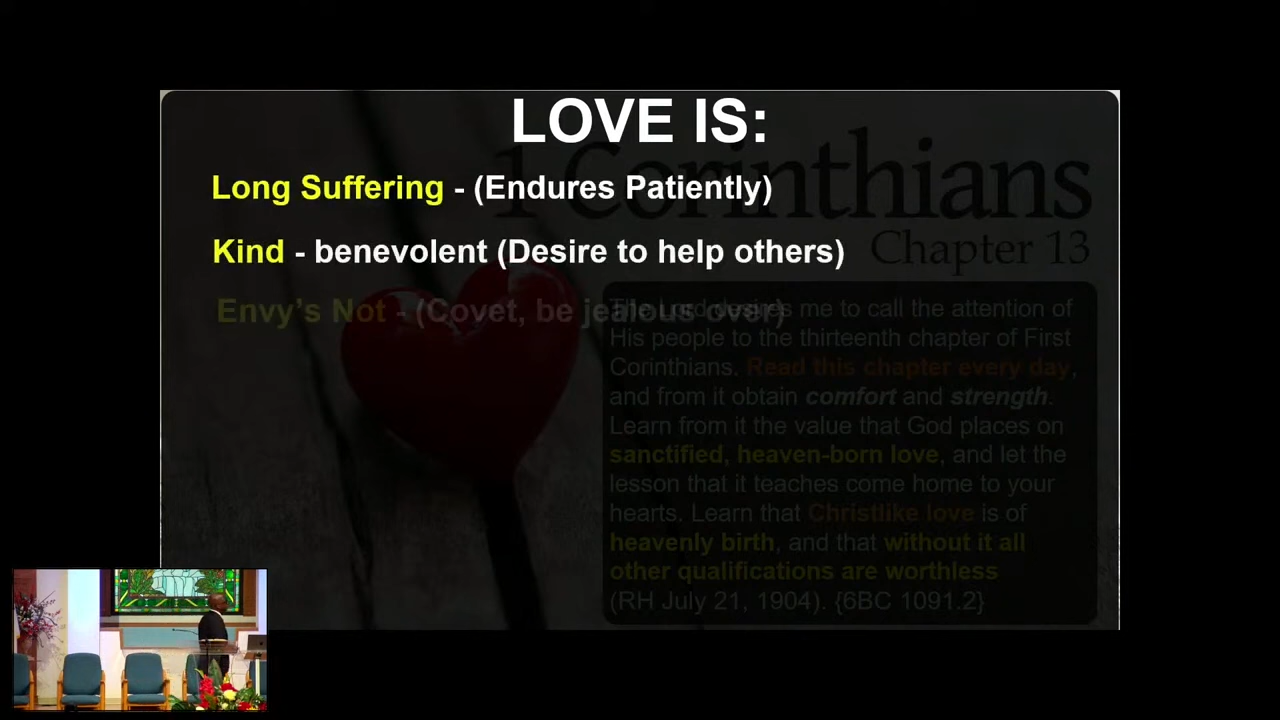 LOVE IS:
1 Corinthians
Long Suffering - (Endures Patiently)
Chapter 13
Kind - benevolent (Desire to help others)
Envy's Not - (Covet, be jealous over)
The Lord desires me to call the attention of
His people to the thirteenth chapter of First
Corinthians. Read this chapter every day,
and from it obtain comfort and strength.
Learn from it the value that God places on
sanctified, heaven-born love, and let the
lesson that it teaches come home to your
hearts. Learn that Christlike love is of
heavenly birth, and that without it all
other qualifications are worthless
(RH July 21, 1904). {6BC 1091.2}